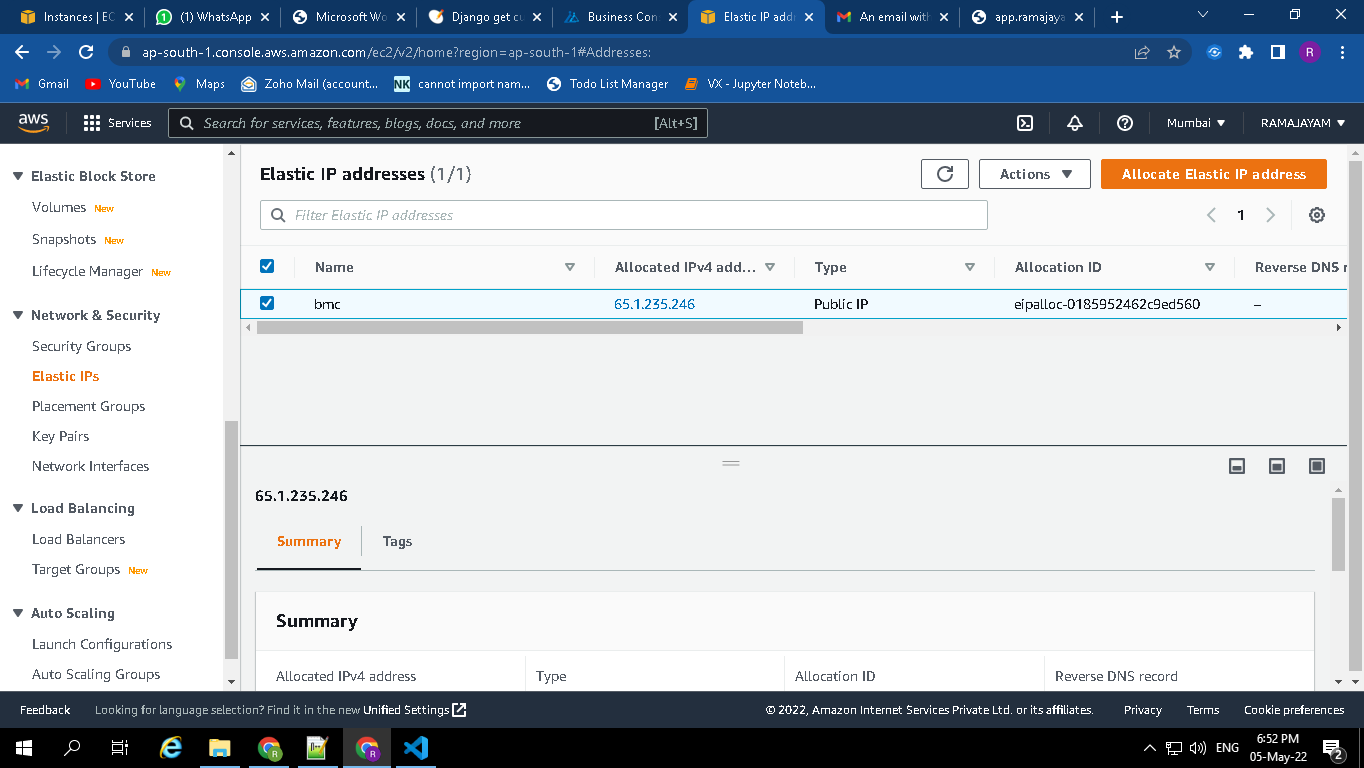 Instances | EC
(1) WhatsApp
Microsoft Wo
Django get cu
Business Con
Elastic IP addr
An email with
app.ramajaya
ap-south-1.console.aws.amazon.com/ec2/v2/home?region=ap-south-1#Addresses:
R
Gmail
YouTube
Maps
Zoho Mail (account...
NK
cannot import nam...
Todo List Manager
VX - Jupyter Noteb...
aws
Services
Search for services, features, blogs, docs, and more
[Alt+S]
Mumbai
RAMAJAYAM
Elastic Block Store
Volumes New
Snapshots New
Lifecycle Manager New
Network & Security
Security Groups
Elastic IPs
Placement Groups
Key Pairs
Network Interfaces
Load Balancing
Load Balancers
Target Groups New
Auto Scaling
Launch Configurations
Auto Scaling Groups
Elastic IP addresses (1/1)
Actions
Allocate Elastic IP address
Filter Elastic IP addresses
1
Name
Allocated IPv4 add...
Type
Allocation ID
Reverse DNS r
bmc
65.1.235.246
Public IP
eipalloc-0185952462c9ed560
–
65.1.235.246
Summary
Tags
Summary
Allocated IPv4 address
Type
Allocation ID
Reverse DNS record
Feedback
Looking for language selection? Find it in the new Unified Settings
© 2022, Amazon Internet Services Private Ltd. or its affiliates.
Privacy
Terms
Cookie preferences
ENG
6:52 PM
05-May-22
2